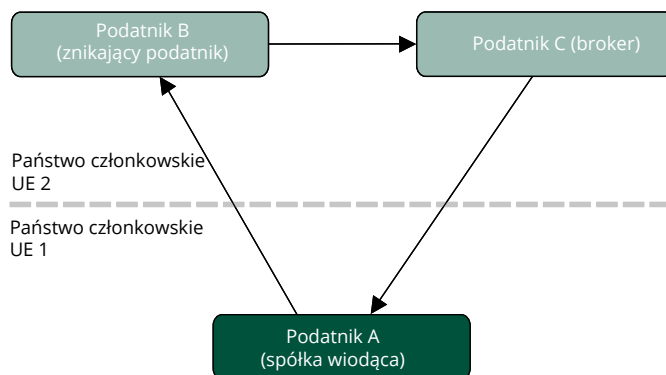 Podatnik B
(znikający podatnik)
Podatnik C (broker)
Państwo członkowskie
UE 2
Państwo członkowskie
UE 1
Podatnik A
(spółka wiodąca)